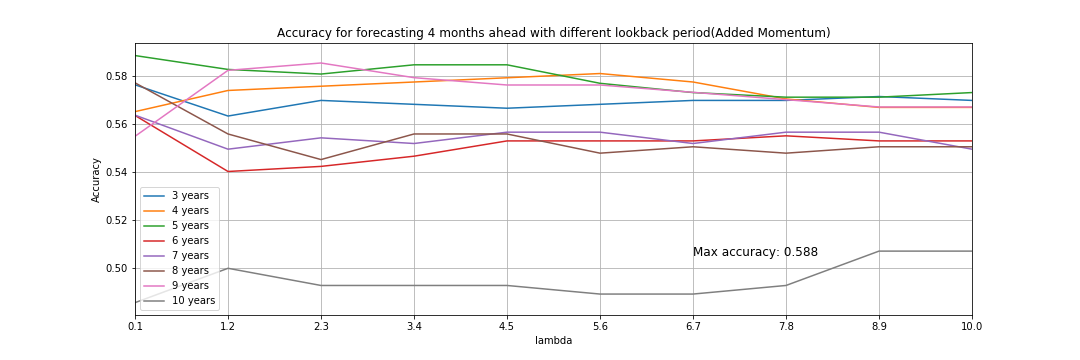 Accuracy for forecasting 4 months ahead with different lookback period(Added Momentum)
Accuracy
0.58
0.56
0.54
0.52
0.50
3 years
4 years
5 years
6 years
7 years
8 years
9 years
10 years
Max accuracy: 0.588
0.1 1.2 2.3 3.4 4.5 5.6 6.7 7.8 8.9 10.0
lambda